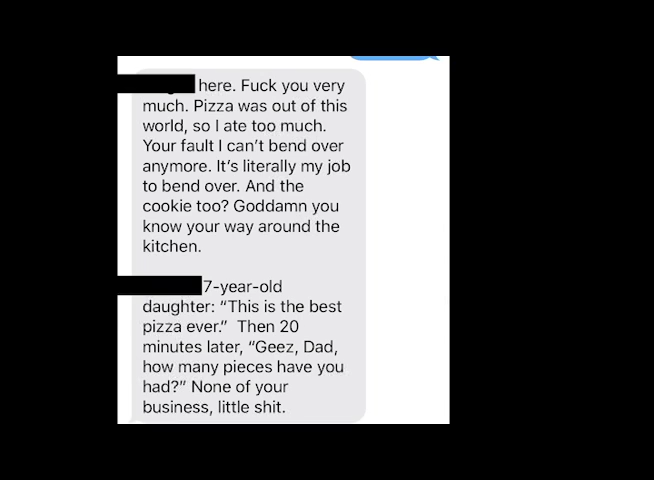 here. Fuck you very
much. Pizza was out of this
world, so I ate too much.
Your fault I can't bend over
anymore. It's literally my job
to bend over. And the
cookie too? Goddamn you
know your way around the
kitchen.
7-year-old
daughter: “This is the best
pizza ever.”  Then 20
minutes later, “Geez, Dad,
how many pieces have you
had?” None of your
business, little shit.